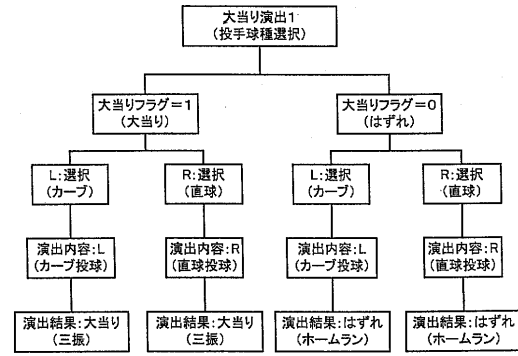 大当り演出1
(投手球種選択)
大当りフラグ=1
(大当り)
大当りフラグ=0
(はずれ)
L:選択
(カーブ)
R:選択
(直球)
L:選択
(カーブ)
R:選択
(直球)
演出内容:L
(カーブ投球)
演出内容:R
(直球投球)
演出内容:L
(カーブ投球)
演出内容:R
(直球投球)
演出結果:大当り
(三振)
演出結果:大当り
(三振)
演出結果:はずれ
(ホームラン)
演出結果:はずれ
(ホームラン)